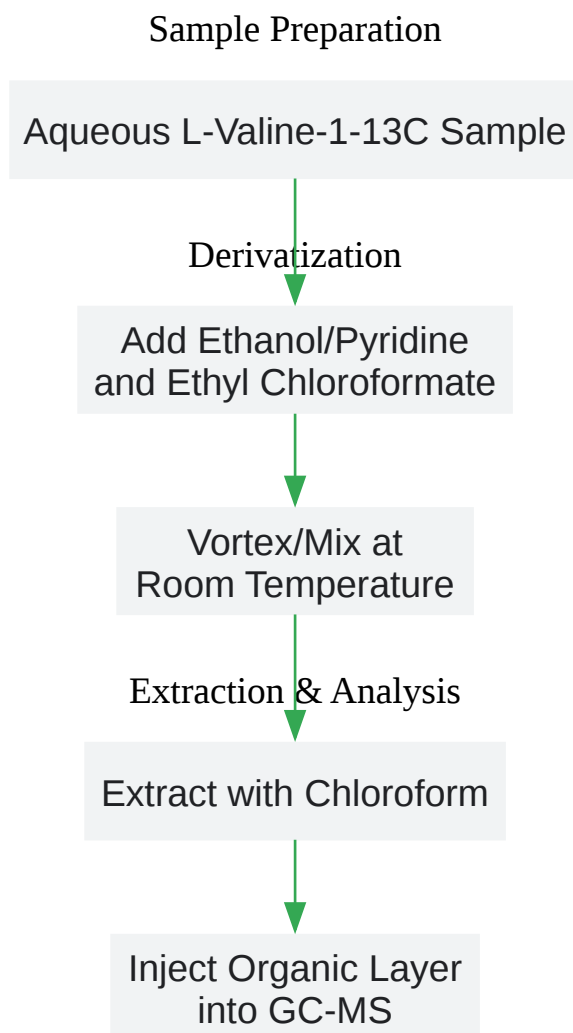 Sample Preparation
Aqueous L-Valine-1-13C Sample
Derivatization
Add Ethanol/Pyridine
and Ethyl Chloroformate
Vortex/Mix at
Room Temperature
Extraction & Analysis
Extract with Chloroform
Inject Organic Layer
into GC-MS